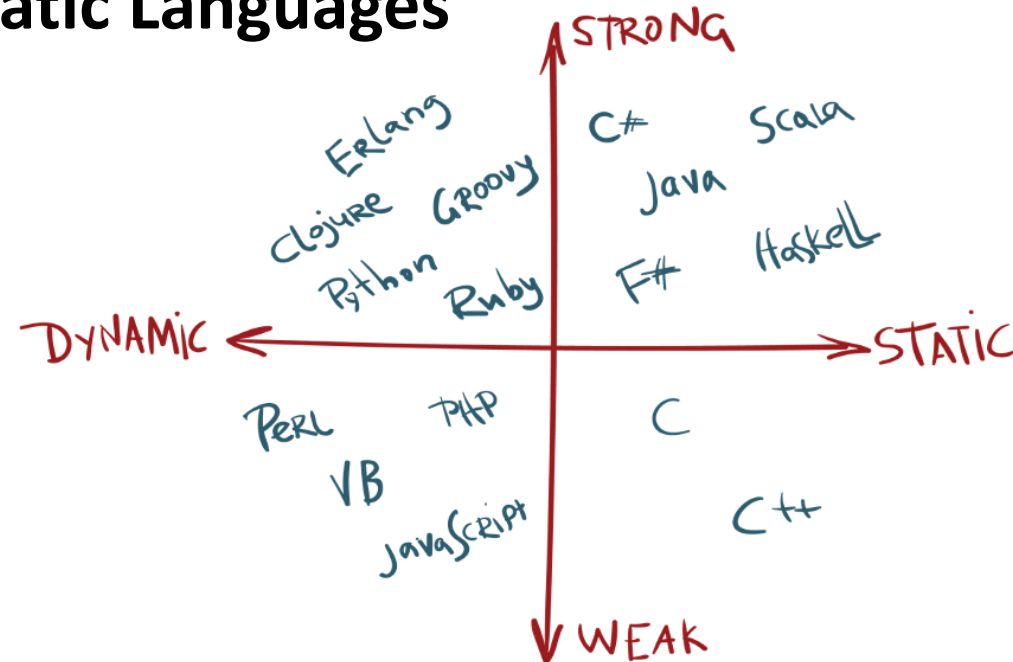 atic Languages
STRONG
Erlang
C#
Scala
Clojure
Groovy
Java
Python
Ruby
F#
Haskell
DYNAMIC
STATIC
Perl
PHP
C
VB
JavaScript
C++
WEAK